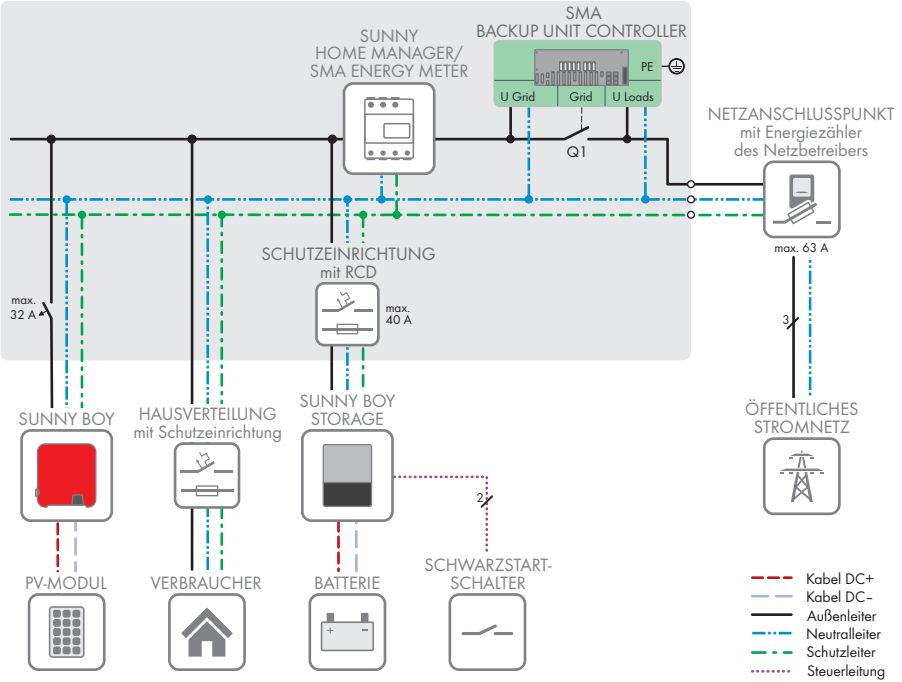 SMA
BACKUP UNIT CONTROLLER
PE
U Grid
Grid
U Loads
Q1
SUNNY
HOME MANAGER/
SMA ENERGY METER
NETZANSCHLUSSPUNKT
mit Energiezähler
des Netzbetreibers
max. 63 A
3
SCHUTZEINRICHTUNG
mit RCD
max.
40 A
max.
32 A
SUNNY BOY
HAUSVERTEILUNG
mit Schutzeinrichtung
SUNNY BOY
STORAGE
ÖFFENTLICHES
STROMNETZ
2
PV-MODUL
VERBRAUCHER
BATTERIE
+ −
SCHWARZSTART-
SCHALTER
Kabel DC+
Kabel DC−
Außenleiter
Neutralleiter
Schutzleiter
Steuerleitung